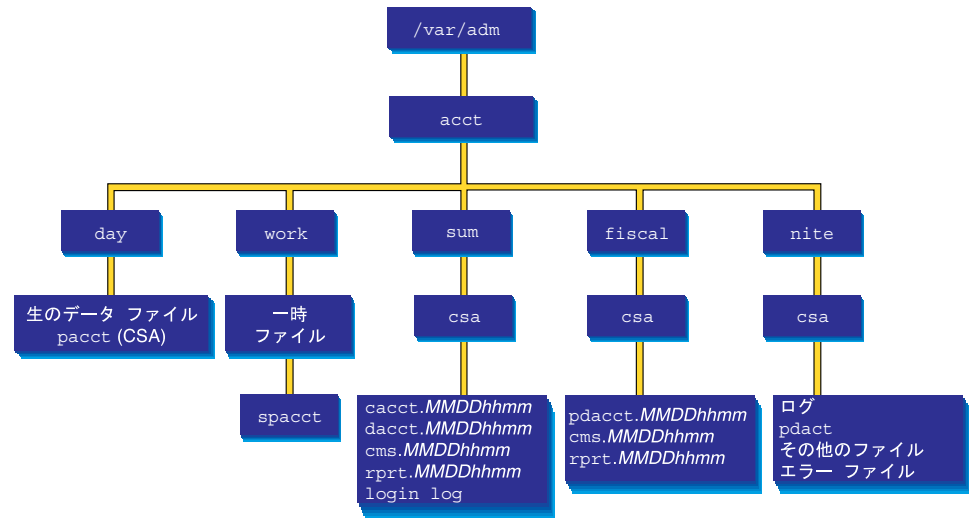 /var/adm
acct
day
work
sum
fiscal
nite
生のデータ ファイル
pacct (CSA)
一時
ファイル
csa
csa
csa
spacct
cacct.MMDDhhmm
dacct.MMDDhhmm
cms.MMDDhhmm
rprt.MMDDhhmm
login log
pdacct.MMDDhhmm
cms.MMDDhhmm
rprt.MMDDhhmm
ログ
pdact
その他のファイル
エラー ファイル